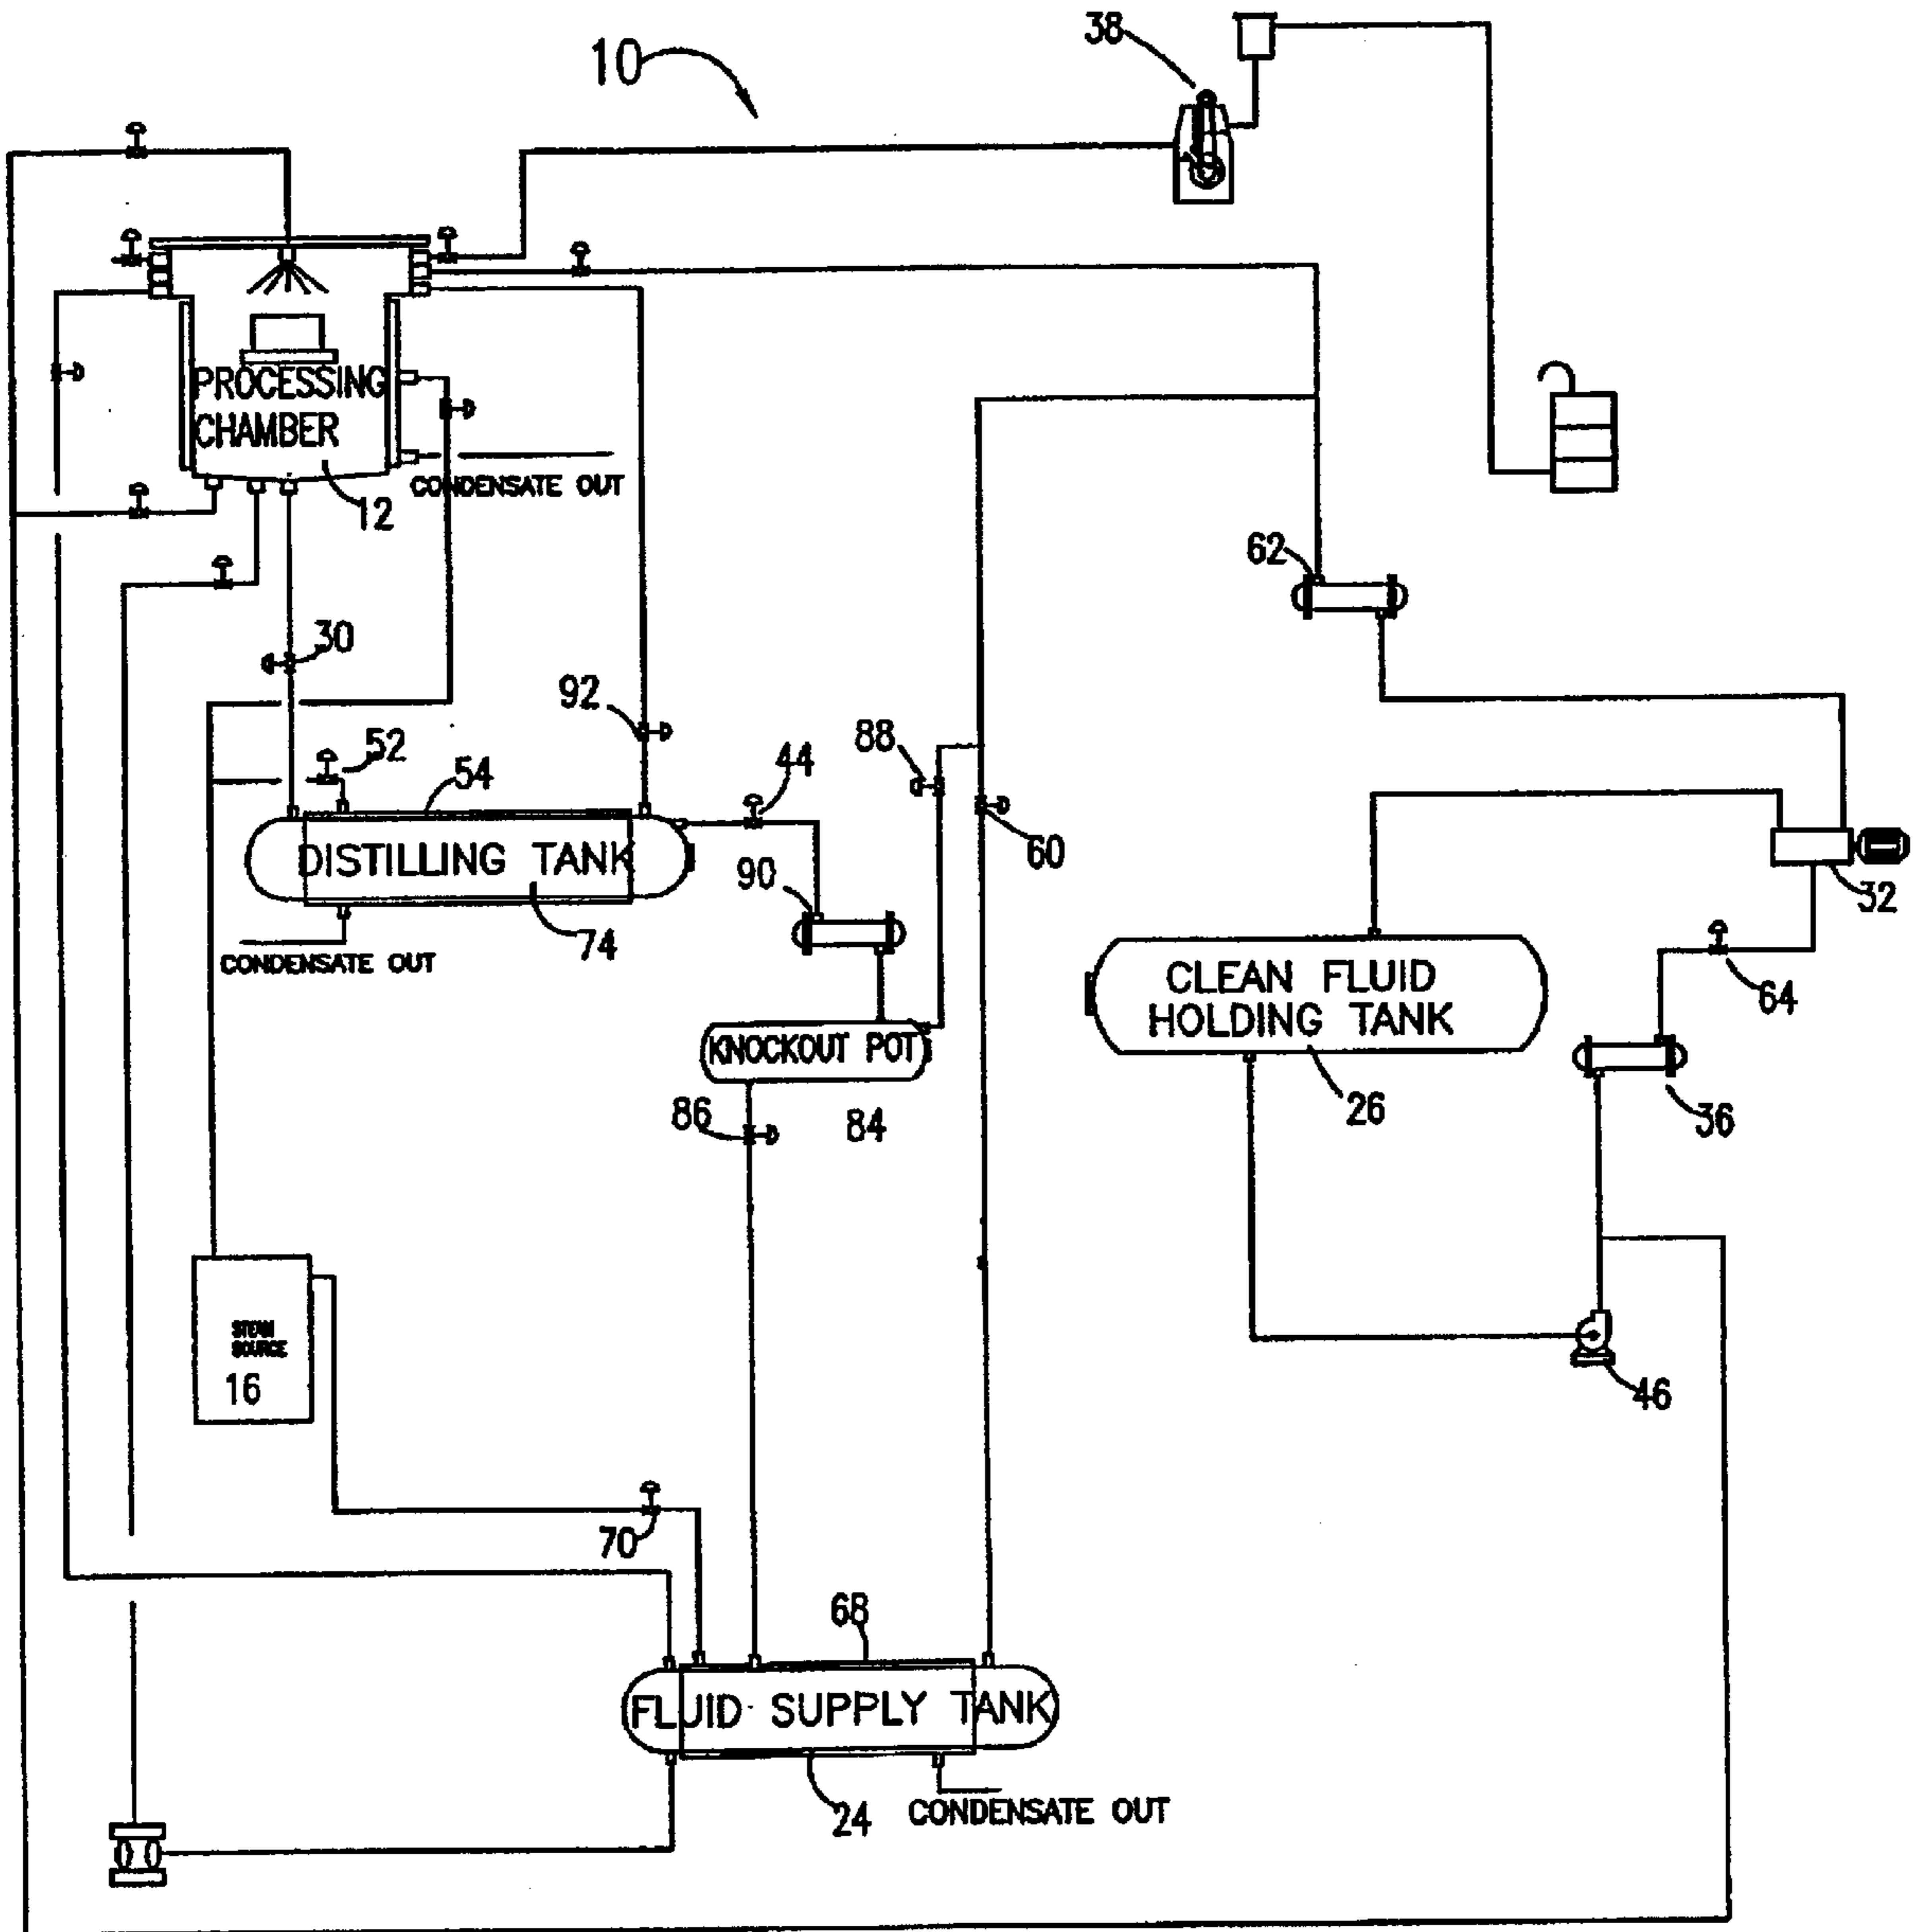 38
10
PROCESSING
CHAMBER
12
CONDENSATE OUT
62
30
92
52
54
44
88
60
DISTILLING TANK
90
32
74
CONDENSATE OUT
CLEAN FLUID
HOLDING TANK
64
KNOCKOUT POT
86
84
26
36
STEAM
SOURCE
16
46
70
68
FLUID SUPPLY TANK
24
CONDENSATE OUT